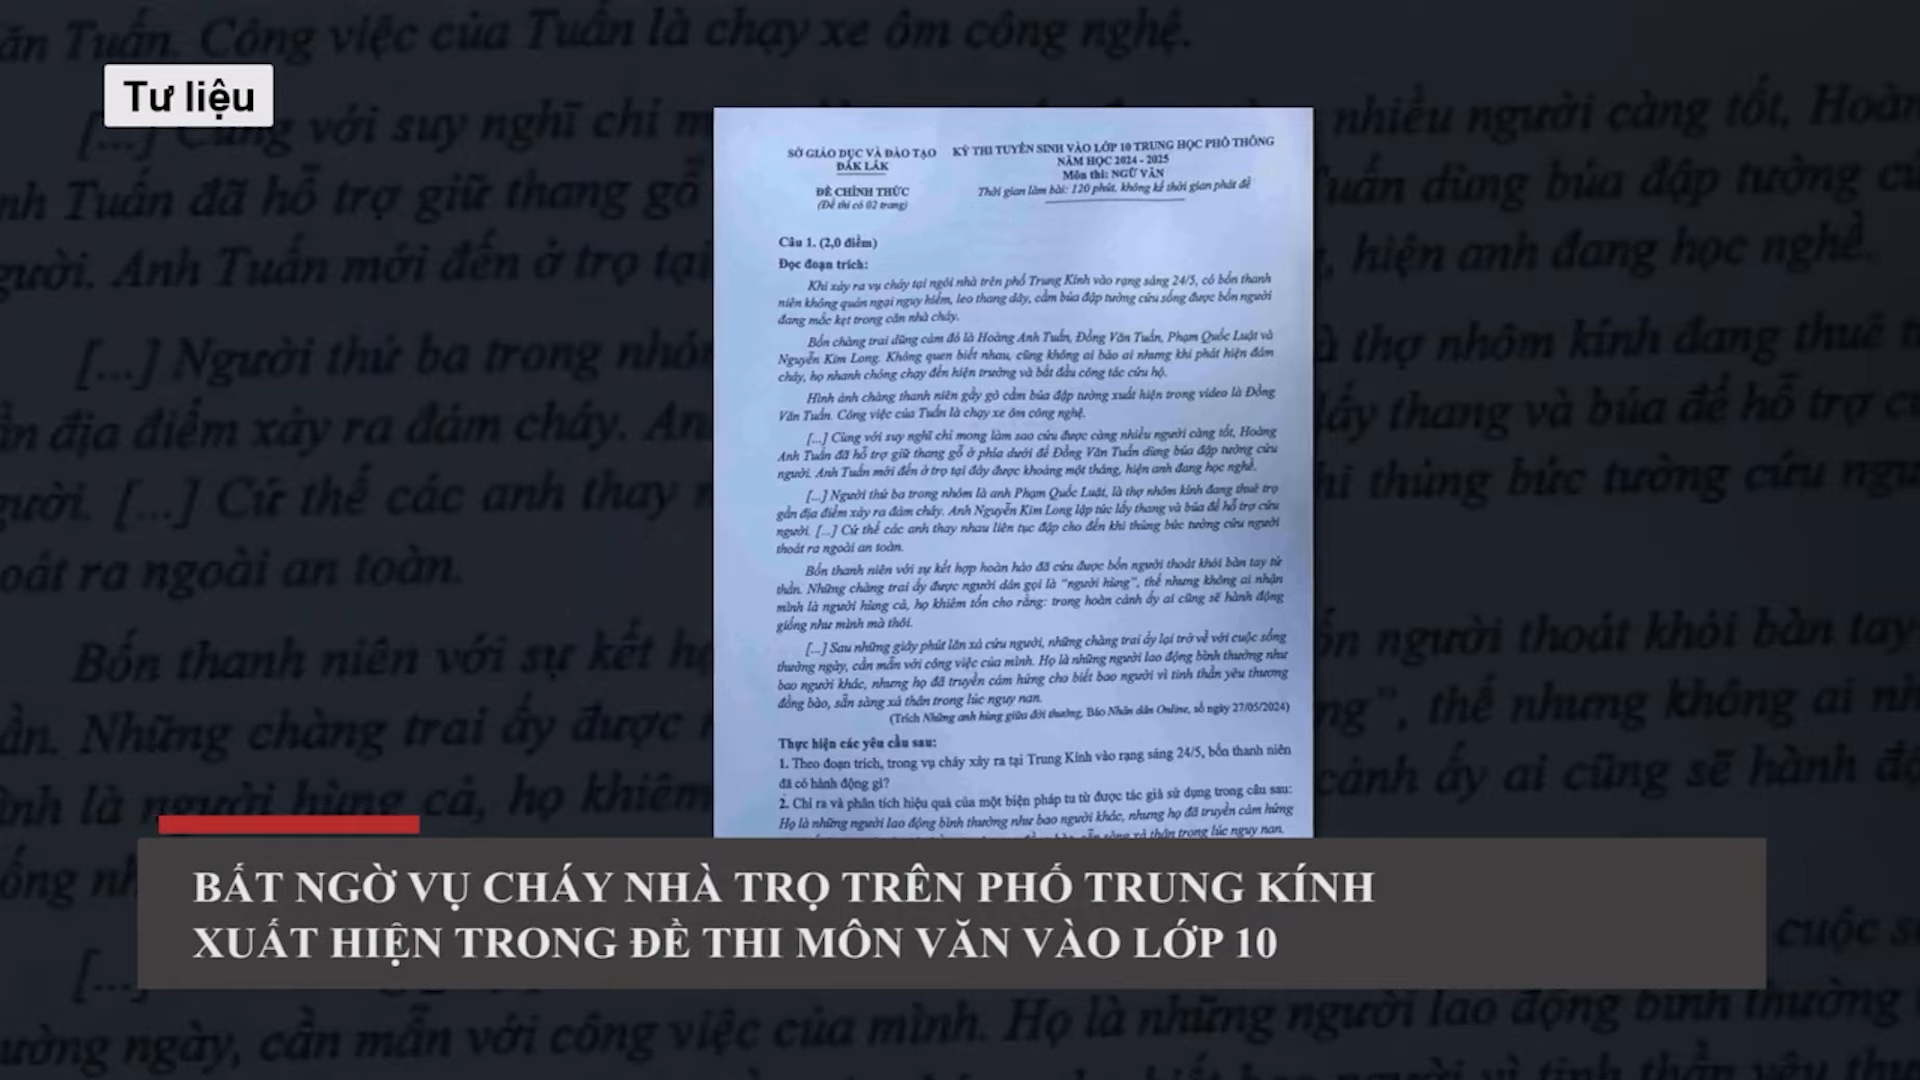 Tư liệu
SỞ GIÁO DỤC VÀ ĐÀO TẠO
ĐẮK LẮK
ĐỀ CHÍNH THỨC
(Đề thi có 02 trang)
KỲ THI TUYỂN SINH VÀO LỚP 10 TRUNG HỌC PHỔ THÔNG
NĂM HỌC 2024 - 2025
Môn thi: NGỮ VĂN
Thời gian làm bài: 120 phút, không kể thời gian phát đề
Câu 1. (2,0 điểm)
Đọc đoạn trích:
Khi xảy ra vụ cháy tại ngôi nhà trên phố Trung Kính vào rạng sáng 24/5, có bốn thanh
niên không quản ngại nguy hiểm, leo thang dây, cầm búa đập tường cứu sống được bốn người
đang mắc kẹt trong căn nhà cháy.
Bốn chàng trai dũng cảm đó là Hoàng Anh Tuấn, Đồng Văn Tuấn, Phạm Quốc Luật và
Nguyễn Kim Long. Không quen biết nhau, cũng không ai bảo ai nhưng khi phát hiện đám
cháy, họ nhanh chóng chạy đến hiện trường và bắt đầu công tác cứu hộ.
Hình ảnh chàng thanh niên gầy gò cầm búa đập tường xuất hiện trong video là Đồng
Văn Tuấn. Công việc của Tuấn là chạy xe ôm công nghệ.
[...] Cùng với suy nghĩ chỉ mong làm sao cứu được càng nhiều người càng tốt, Hoàng
Anh Tuấn đã hỗ trợ giữ thang gỗ ở phía dưới để Đồng Văn Tuấn dùng búa đập tường cứu
người. Anh Tuấn mới đến ở trọ tại đây được khoảng một tháng, hiện anh đang học nghề.
[...] Người thứ ba trong nhóm là anh Phạm Quốc Luật, là thợ nhôm kính đang thuê trọ
gần địa điểm xảy ra đám cháy. Anh Nguyễn Kim Long lập tức lấy thang và búa để hỗ trợ cứu
người. [...] Cứ thế các anh thay nhau liên tục đập cho đến khi thủng bức tường cứu người
thoát ra ngoài an toàn.
Bốn thanh niên với sự kết hợp hoàn hảo đã cứu được bốn người thoát khỏi bàn tay tử
thần. Những chàng trai ấy được người dân gọi là "người hùng", thế nhưng không ai nhận
mình là người hùng cả, họ khiêm tốn cho rằng: trong hoàn cảnh ấy ai cũng sẽ hành động
giống như mình mà thôi.
[...] Sau những giây phút lăn xả cứu người, những chàng trai ấy lại trở về với cuộc sống
thường ngày, cần mẫn với công việc của mình. Họ là những người lao động bình thường như
bao người khác, nhưng họ đã truyền cảm hứng cho biết bao người vì tinh thần yêu thương
đồng bào, sẵn sàng xả thân trong lúc nguy nan.
(Trích Những anh hùng giữa đời thường, Báo Nhân dân Online, số ngày 27/05/2024)
Thực hiện các yêu cầu sau:
1. Theo đoạn trích, trong vụ cháy xảy ra tại Trung Kính vào rạng sáng 24/5, bốn thanh niên
đã có hành động gì?
2. Chỉ ra và phân tích hiệu quả của một biện pháp tu từ được tác giả sử dụng trong câu sau:
Họ là những người lao động bình thường như bao người khác, nhưng họ đã truyền cảm hứng
sẵn sàng xả thân trong lúc nguy nan.
BẤT NGỜ VỤ CHÁY NHÀ TRỌ TRÊN PHỐ TRUNG KÍNH
XUẤT HIỆN TRONG ĐỀ THI MÔN VĂN VÀO LỚP 10